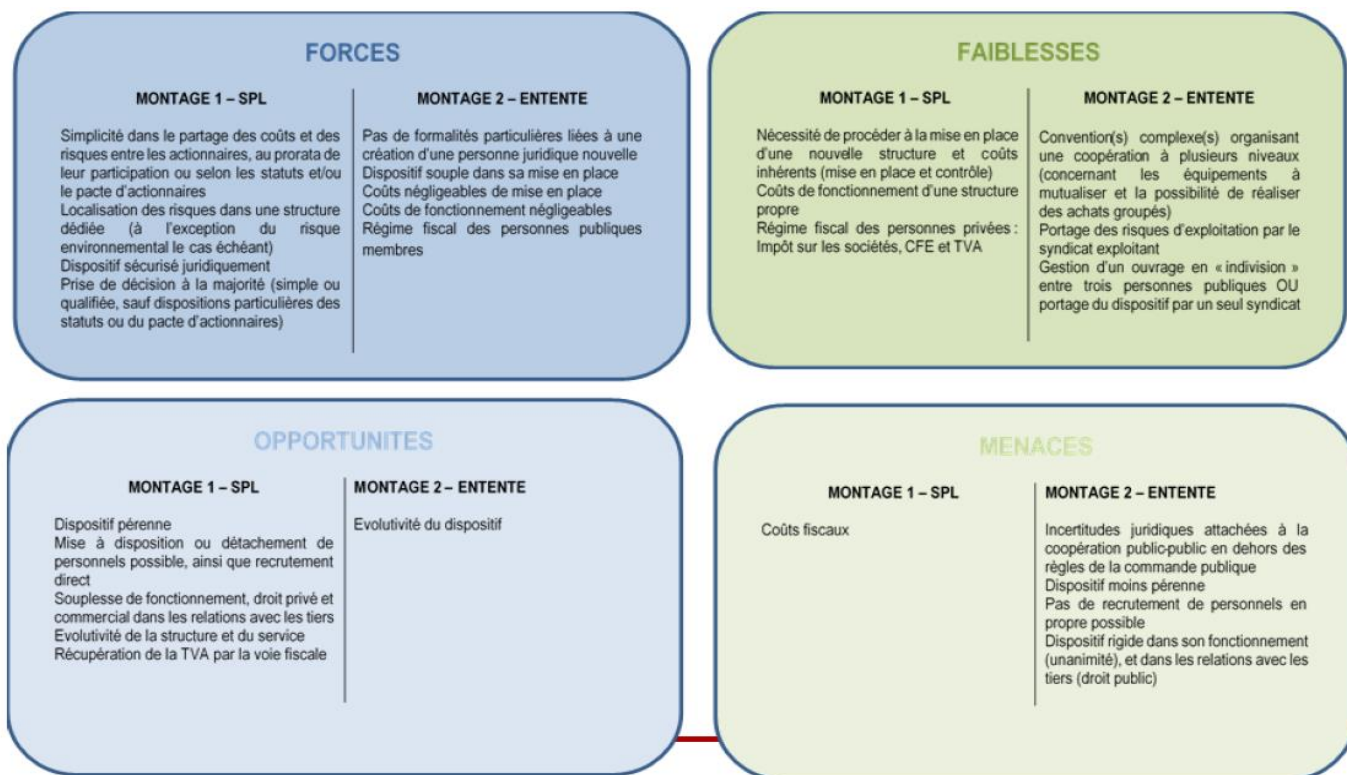 FORCES
MONTAGE 1 – SPL
Simplicité dans le partage des coûts et des
risques entre les actionnaires, au prorata de
leur participation ou selon les statuts et/ou
le pacte d'actionnaires
Localisation des risques dans une structure
dédiée (à l'exception du risque
environnemental le cas échéant)
Dispositif sécurisé juridiquement
Prise de décision à la majorité (simple ou
qualifiée, sauf dispositions particulières des
statuts ou du pacte d'actionnaires)
MONTAGE 2 – ENTENTE
Pas de formalités particulières liées à une
création d'une personne juridique nouvelle
Dispositif souple dans sa mise en place
Coûts négligeables de mise en place
Coûts de fonctionnement négligeables
Régime fiscal des personnes publiques
membres
FAIBLESSES
MONTAGE 1 – SPL
Nécessité de procéder à la mise en place
d'une nouvelle structure et coûts
inhérents (mise en place et contrôle)
Coûts de fonctionnement d'une structure
propre
Régime fiscal des personnes privées :
Impôt sur les sociétés, CFE et TVA
MONTAGE 2 – ENTENTE
Convention(s) complexe(s) organisant
une coopération à plusieurs niveaux
(concernant les équipements à
mutualiser et la possibilité de réaliser
des achats groupés)
Portage des risques d'exploitation par le
syndicat exploitant
Gestion d'un ouvrage en « indivision »
entre trois personnes publiques OU
portage du dispositif par un seul syndicat
OPPORTUNITES
MONTAGE 1 – SPL
Dispositif pérenne
Mise à disposition ou détachement de
personnels possible, ainsi que recrutement
direct
Souplesse de fonctionnement, droit privé et
commercial dans les relations avec les tiers
Evolutivité de la structure et du service
Récupération de la TVA par la voie fiscale
MONTAGE 2 – ENTENTE
Evolutivité du dispositif
MENACES
MONTAGE 1 – SPL
Coûts fiscaux
MONTAGE 2 – ENTENTE
Incertitudes juridiques attachées à la
coopération public-public en dehors des
règles de la commande publique
Dispositif moins pérenne
Pas de recrutement de personnels en
propre possible
Dispositif rigide dans son fonctionnement
(unanimité), et dans les relations avec les
tiers (droit public)